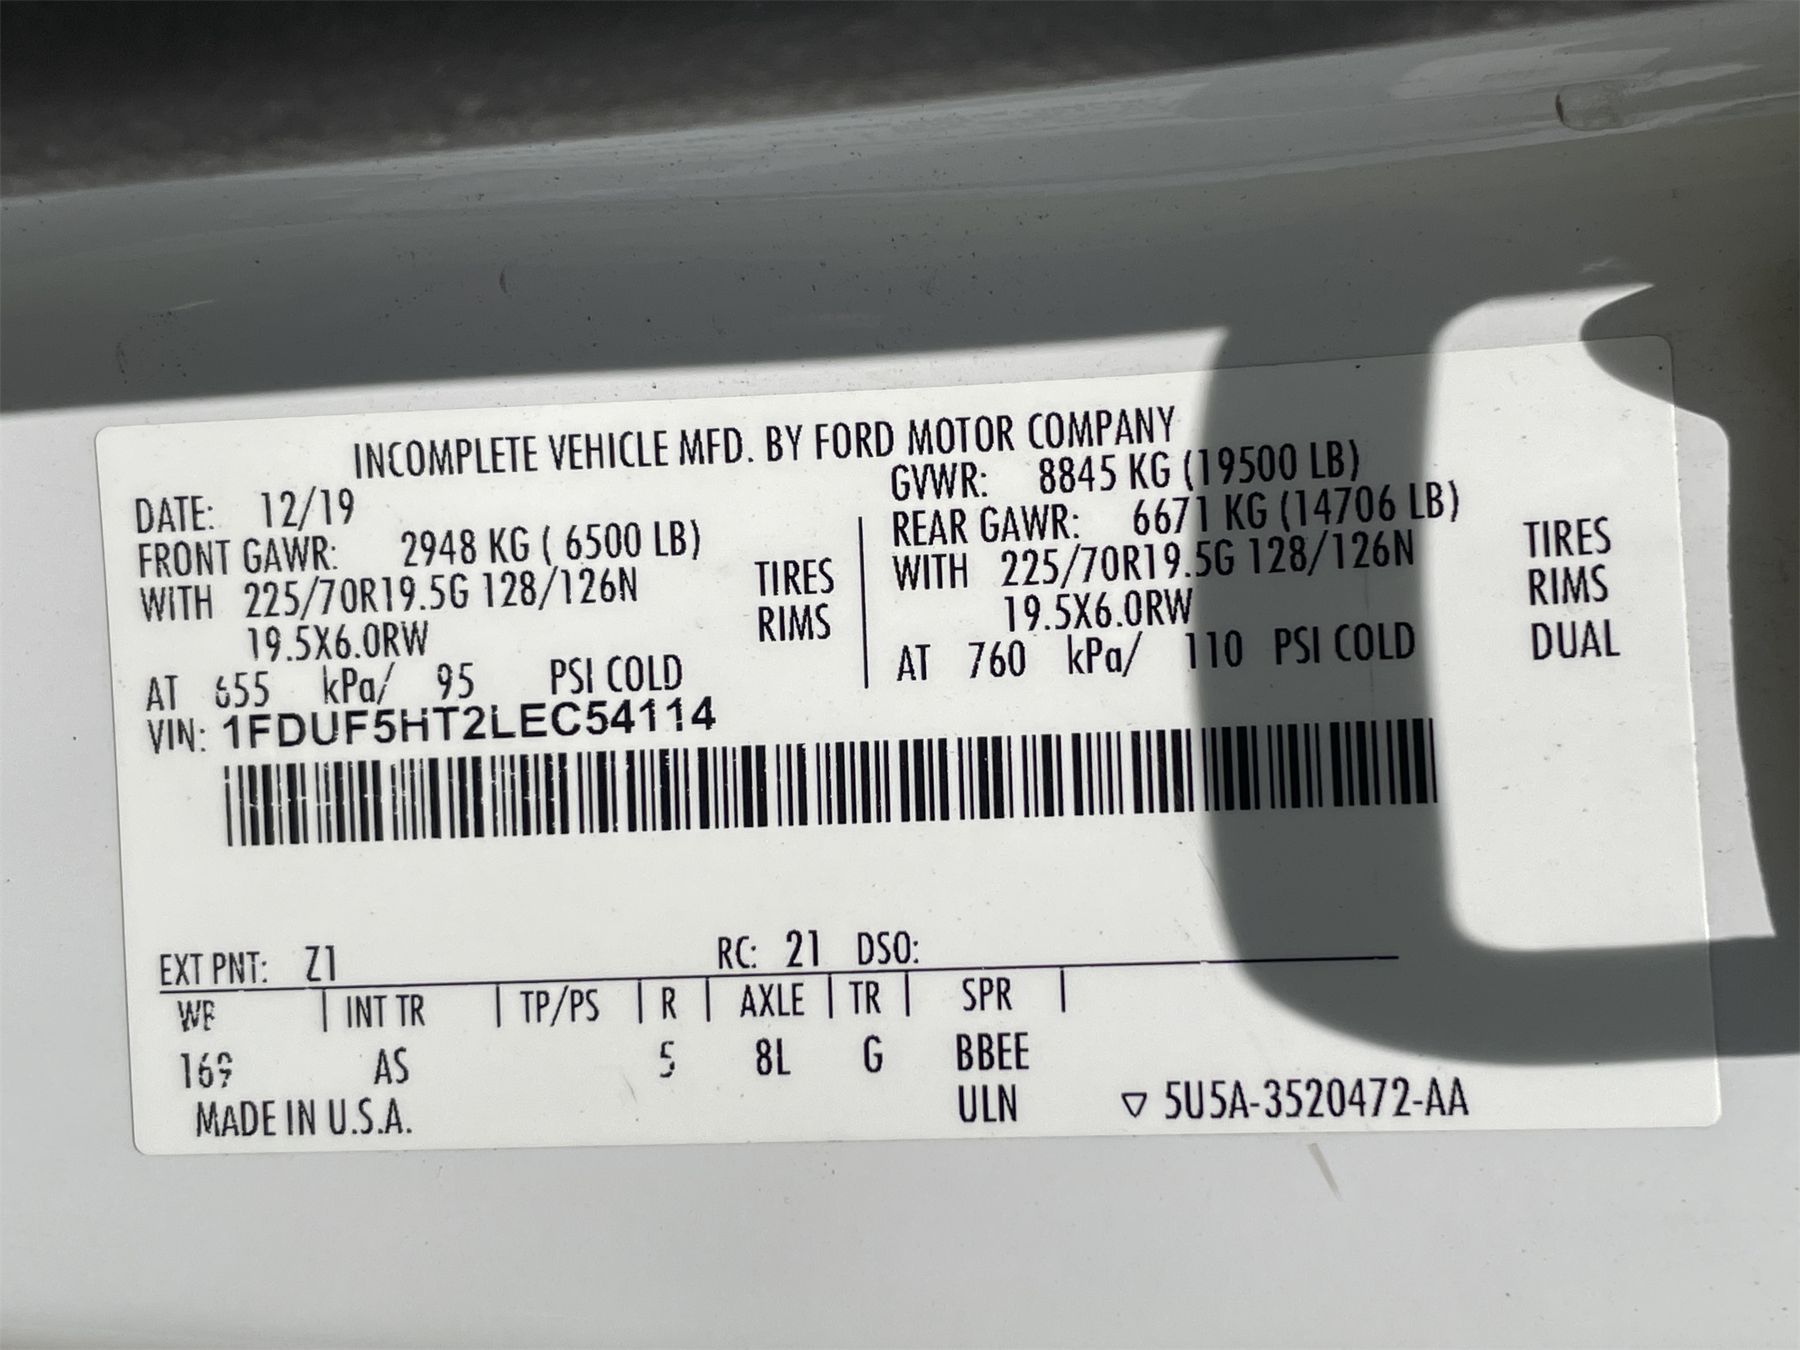 INCOMPLETE VEHICLE MFD. BY FORD MOTOR COMPANY
DATE: 12/19
GVWR: 8845 KG (19500 LB)
FRONT GAWR: 2948 KG ( 6500 LB)
REAR GAWR: 6671 KG (14706 LB)
WITH 225/70R19.5G 128/126N TIRES
WITH 225/70R19.5G 128/126N TIRES
19.5X6.0RW RIMS
19.5X6.0RW RIMS
AT 655 kPa/ 95 PSI COLD
AT 760 kPa/ 110 PSI COLD DUAL
VIN: 1FDUF5HT2LEC54114
EXT PNT: Z1 RC: 21 DSO:
WB | INT TR | TP/PS | R | AXLE | TR | SPR |
169 AS 5 8L G BBEE
MADE IN U.S.A. ULN ▽ 5U5A-3520472-AA